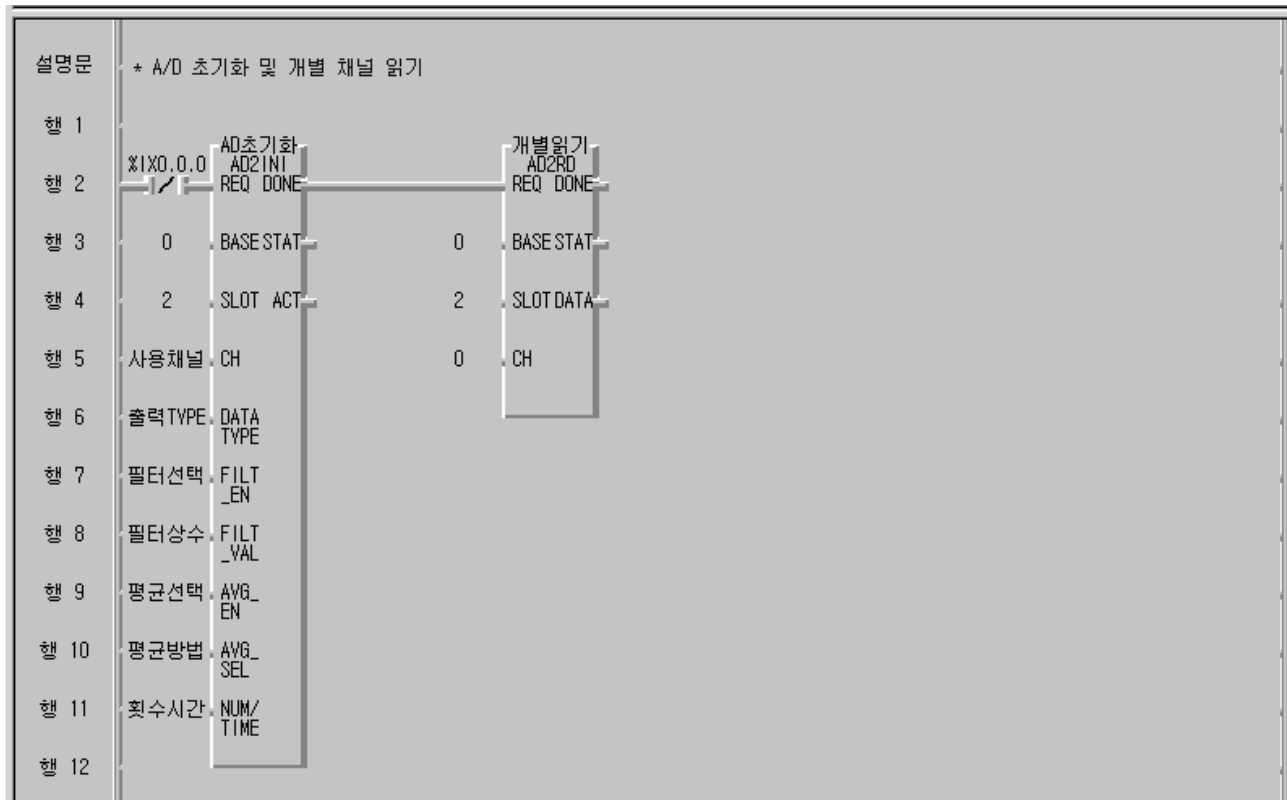 설명문 * A/D 초기화 및 개별 채널 읽기
행 1
AD초기화 개별읽기
%IX0.0.0 AD2INI AD2RD
행 2 REQ DONE REQ DONE
행 3 0 BASE STAT 0 BASE STAT
행 4 2 SLOT ACT 2 SLOT DATA
행 5 사용채널 CH 0 CH
행 6 출력TYPE DATA
TYPE
행 7 필터선택 FILT
_EN
행 8 필터상수 FILT
_VAL
행 9 평균선택 AVG_
EN
행 10 평균방법 AVG_
SEL
행 11 횟수시간 NUM/
TIME
행 12